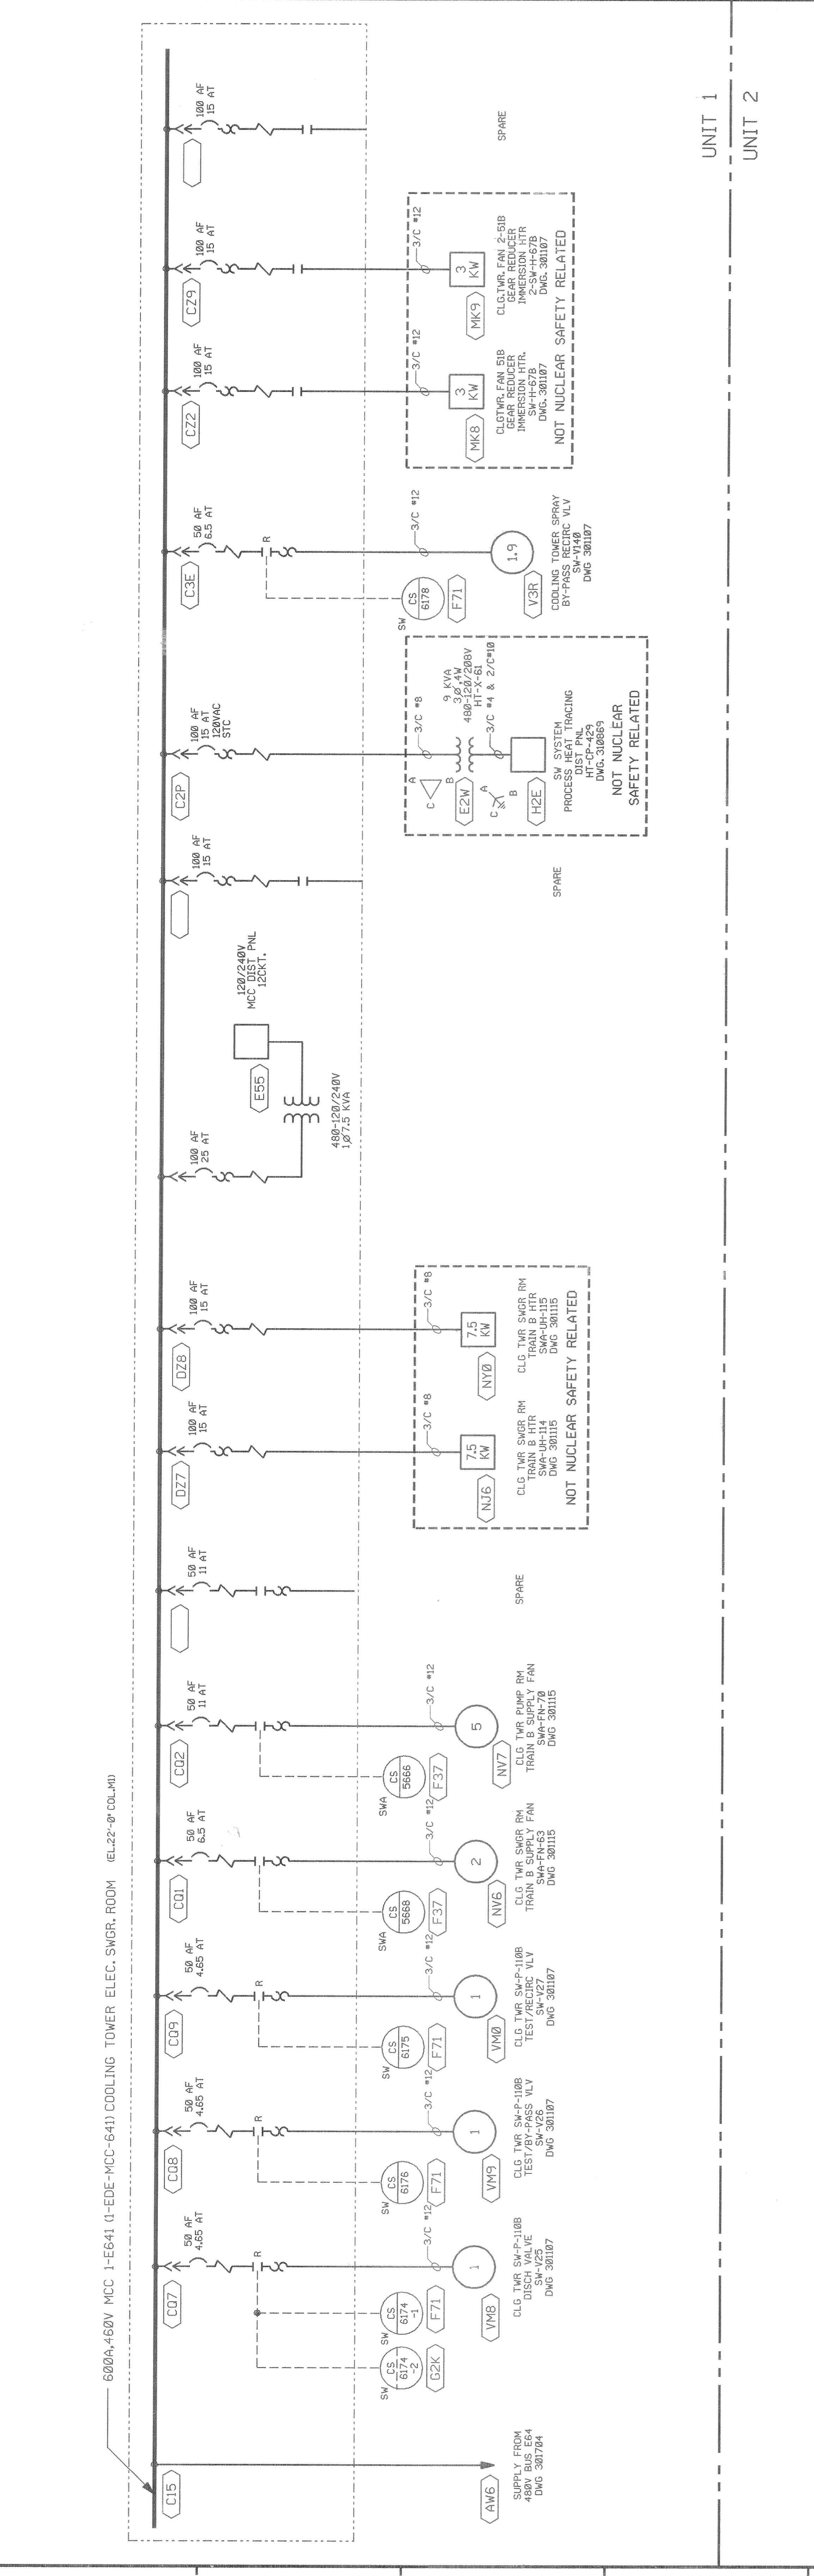 600A,460V MCC 1-E641 (1-EDE-MCC-641) COOLING TOWER ELEC. SWGR. ROOM (EL.22'-0" COL.M1)
C15
AW6
SUPPLY FROM
480V BUS E64
DWG 301704
CQ7
50 AF
4.65 AT
R
SW
CS
6174
-2
G2K
SW
CS
6174
-1
F71
3/C #12
1
VM8
CLG TWR SW-P-110B
DISCH VALVE
SW-V25
DWG 301107
CQ8
50 AF
4.65 AT
R
SW
CS
6176
F71
3/C #12
1
VM9
CLG TWR SW-P-110B
TEST/BY-PASS VLV
SW-V26
DWG 301107
CQ9
50 AF
4.65 AT
R
SW
CS
6175
F71
3/C #12
1
VM0
CLG TWR SW-P-110B
TEST/RECIRC VLV
SW-V27
DWG 301107
CQ1
50 AF
6.5 AT
SWA
CS
5668
F37
3/C #12
2
NV6
CLG TWR SWGR RM
TRAIN B SUPPLY FAN
SWA-FN-63
DWG 301115
CQ2
50 AF
11 AT
SWA
CS
5666
F37
3/C #12
5
NV7
CLG TWR PUMP RM
TRAIN B SUPPLY FAN
SWA-FN-70
DWG 301115
50 AF
11 AT
SPARE
DZ7
100 AF
15 AT
3/C #8
7.5
KW
NJ6
CLG TWR SWGR RM
TRAIN B HTR
SWA-UH-114
DWG 301115
DZ8
100 AF
15 AT
3/C #8
7.5
KW
NY0
CLG TWR SWGR RM
TRAIN B HTR
SWA-UH-115
DWG 301115
NOT NUCLEAR SAFETY RELATED
100 AF
25 AT
480-120/240V
1Ø7.5 KVA
E55
120/240V
MCC DIST PNL
12CKT.
100 AF
15 AT
SPARE
C2P
100 AF
15 AT
120VAC
STC
3/C #8
A
C
B
E2W
9 KVA
3Ø,4W
480-120/208V
HT-X-61
A
C
B
3/C #4 & 2/C#10
H2E
SW SYSTEM
PROCESS HEAT TRACING
DIST PNL
HT-CP-429
DWG. 310869
NOT NUCLEAR
SAFETY RELATED
C3E
50 AF
6.5 AT
R
SW
CS
6178
F71
3/C #12
1.9
V3R
COOLING TOWER SPRAY
BY-PASS RECIRC VLV
SW-V140
DWG 301107
CZ2
100 AF
15 AT
3/C #12
3
KW
MK8
CLGTWR. FAN 51B
GEAR REDUCER
IMMERSION HTR.
SW-H-67B
DWG. 301107
CZ9
100 AF
15 AT
3/C #12
3
KW
MK9
CLG.TWR. FAN 2-51B
GEAR REDUCER
IMMERSION HTR
2-SW-H-67B
DWG. 301107
NOT NUCLEAR SAFETY RELATED
100 AF
15 AT
SPARE
UNIT 1
UNIT 2